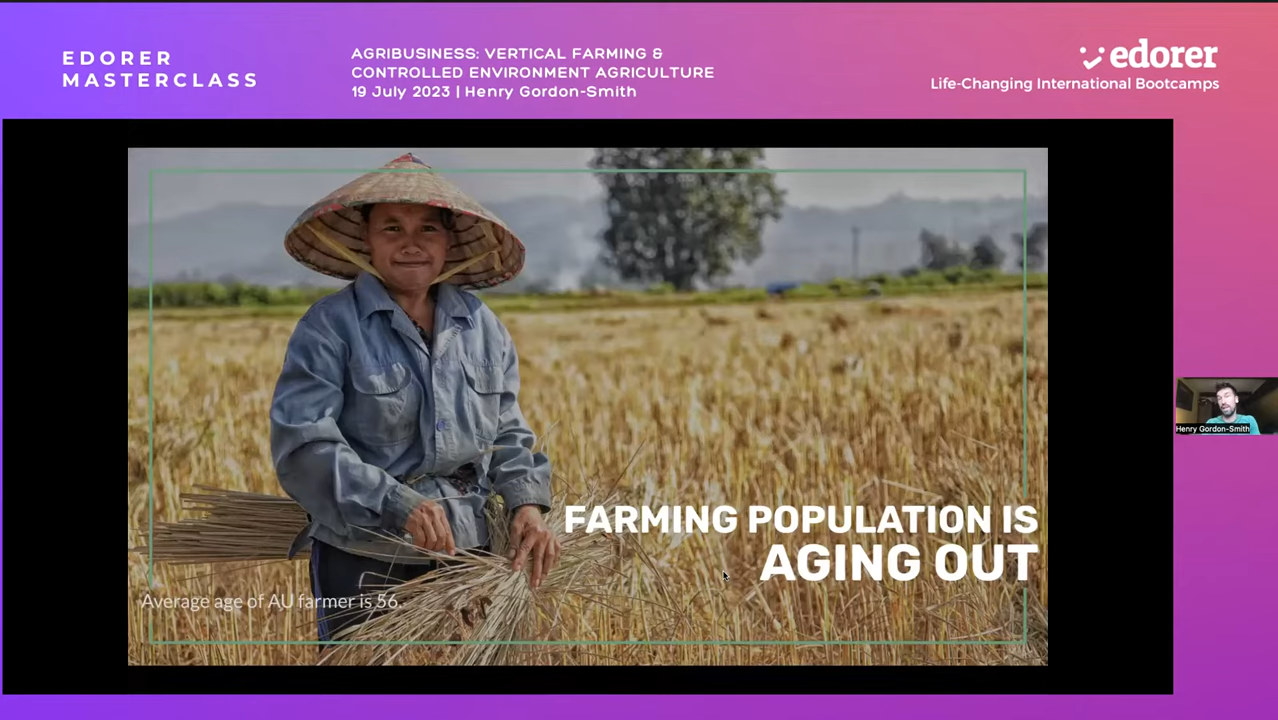 EDORER
MASTERCLASS
AGRIBUSINESS: VERTICAL FARMING &
CONTROLLED ENVIRONMENT AGRICULTURE
19 July 2023 | Henry Gordon-Smith
edorer
Life-Changing International Bootcamps
FARMING POPULATION IS
AGING OUT
Average age of AU farmer is 56.
Henry Gordon-Smith